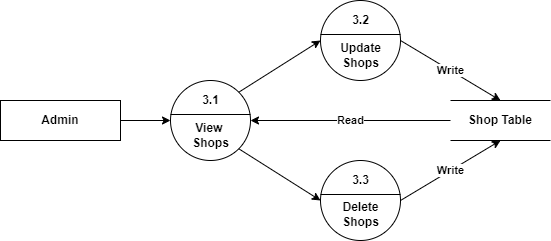 3.2
Update
Shops
Write
3.1
View
Shops
Admin
Read
Shop Table
3.3
Delete
Shops
Write